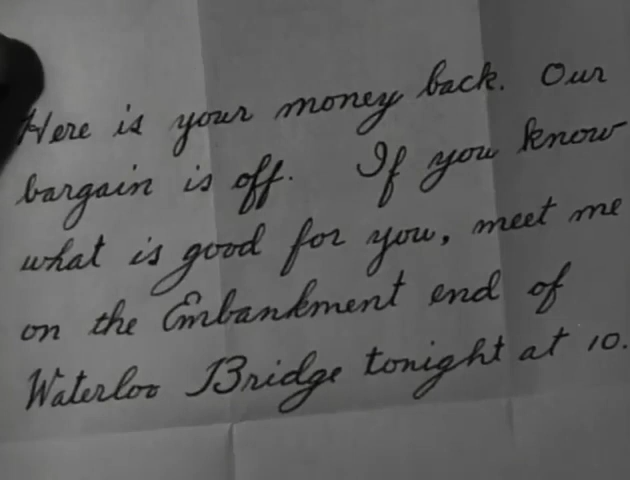 Here is your money back. Our
bargain is off. If you know
what is good for you, meet me
on the Embankment end of
Waterloo Bridge tonight at 10.